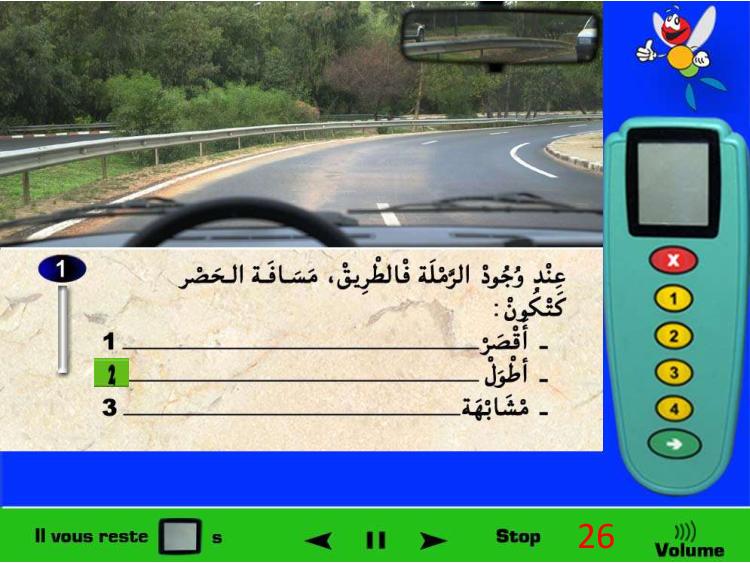 1
عِنْدِ وُجُودْ الرَّمْلَة فْالطْرِيقْ، مَسَافَة الحَصْر
كَتْكُونْ:
ـ أَقْصَرْ 1
ـ أطْوَلْ 2
ـ مْشَابْهَة 3
X
1
2
3
4
Il vous reste s
Stop
26
Volume